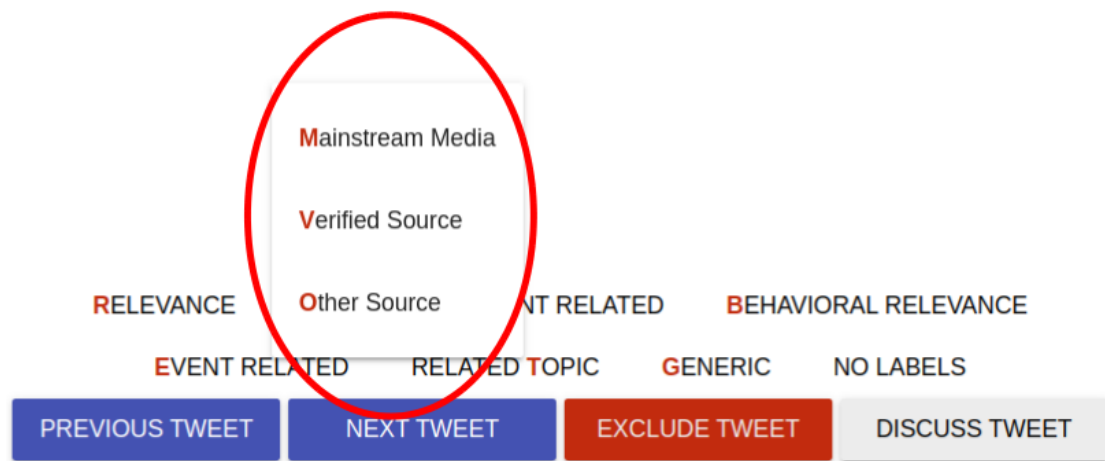 Mainstream Media
Verified Source
Other Source
RELEVANCE NT RELATED BEHAVIORAL RELEVANCE
EVENT RELATED RELATED TOPIC GENERIC NO LABELS
PREVIOUS TWEET NEXT TWEET EXCLUDE TWEET DISCUSS TWEET